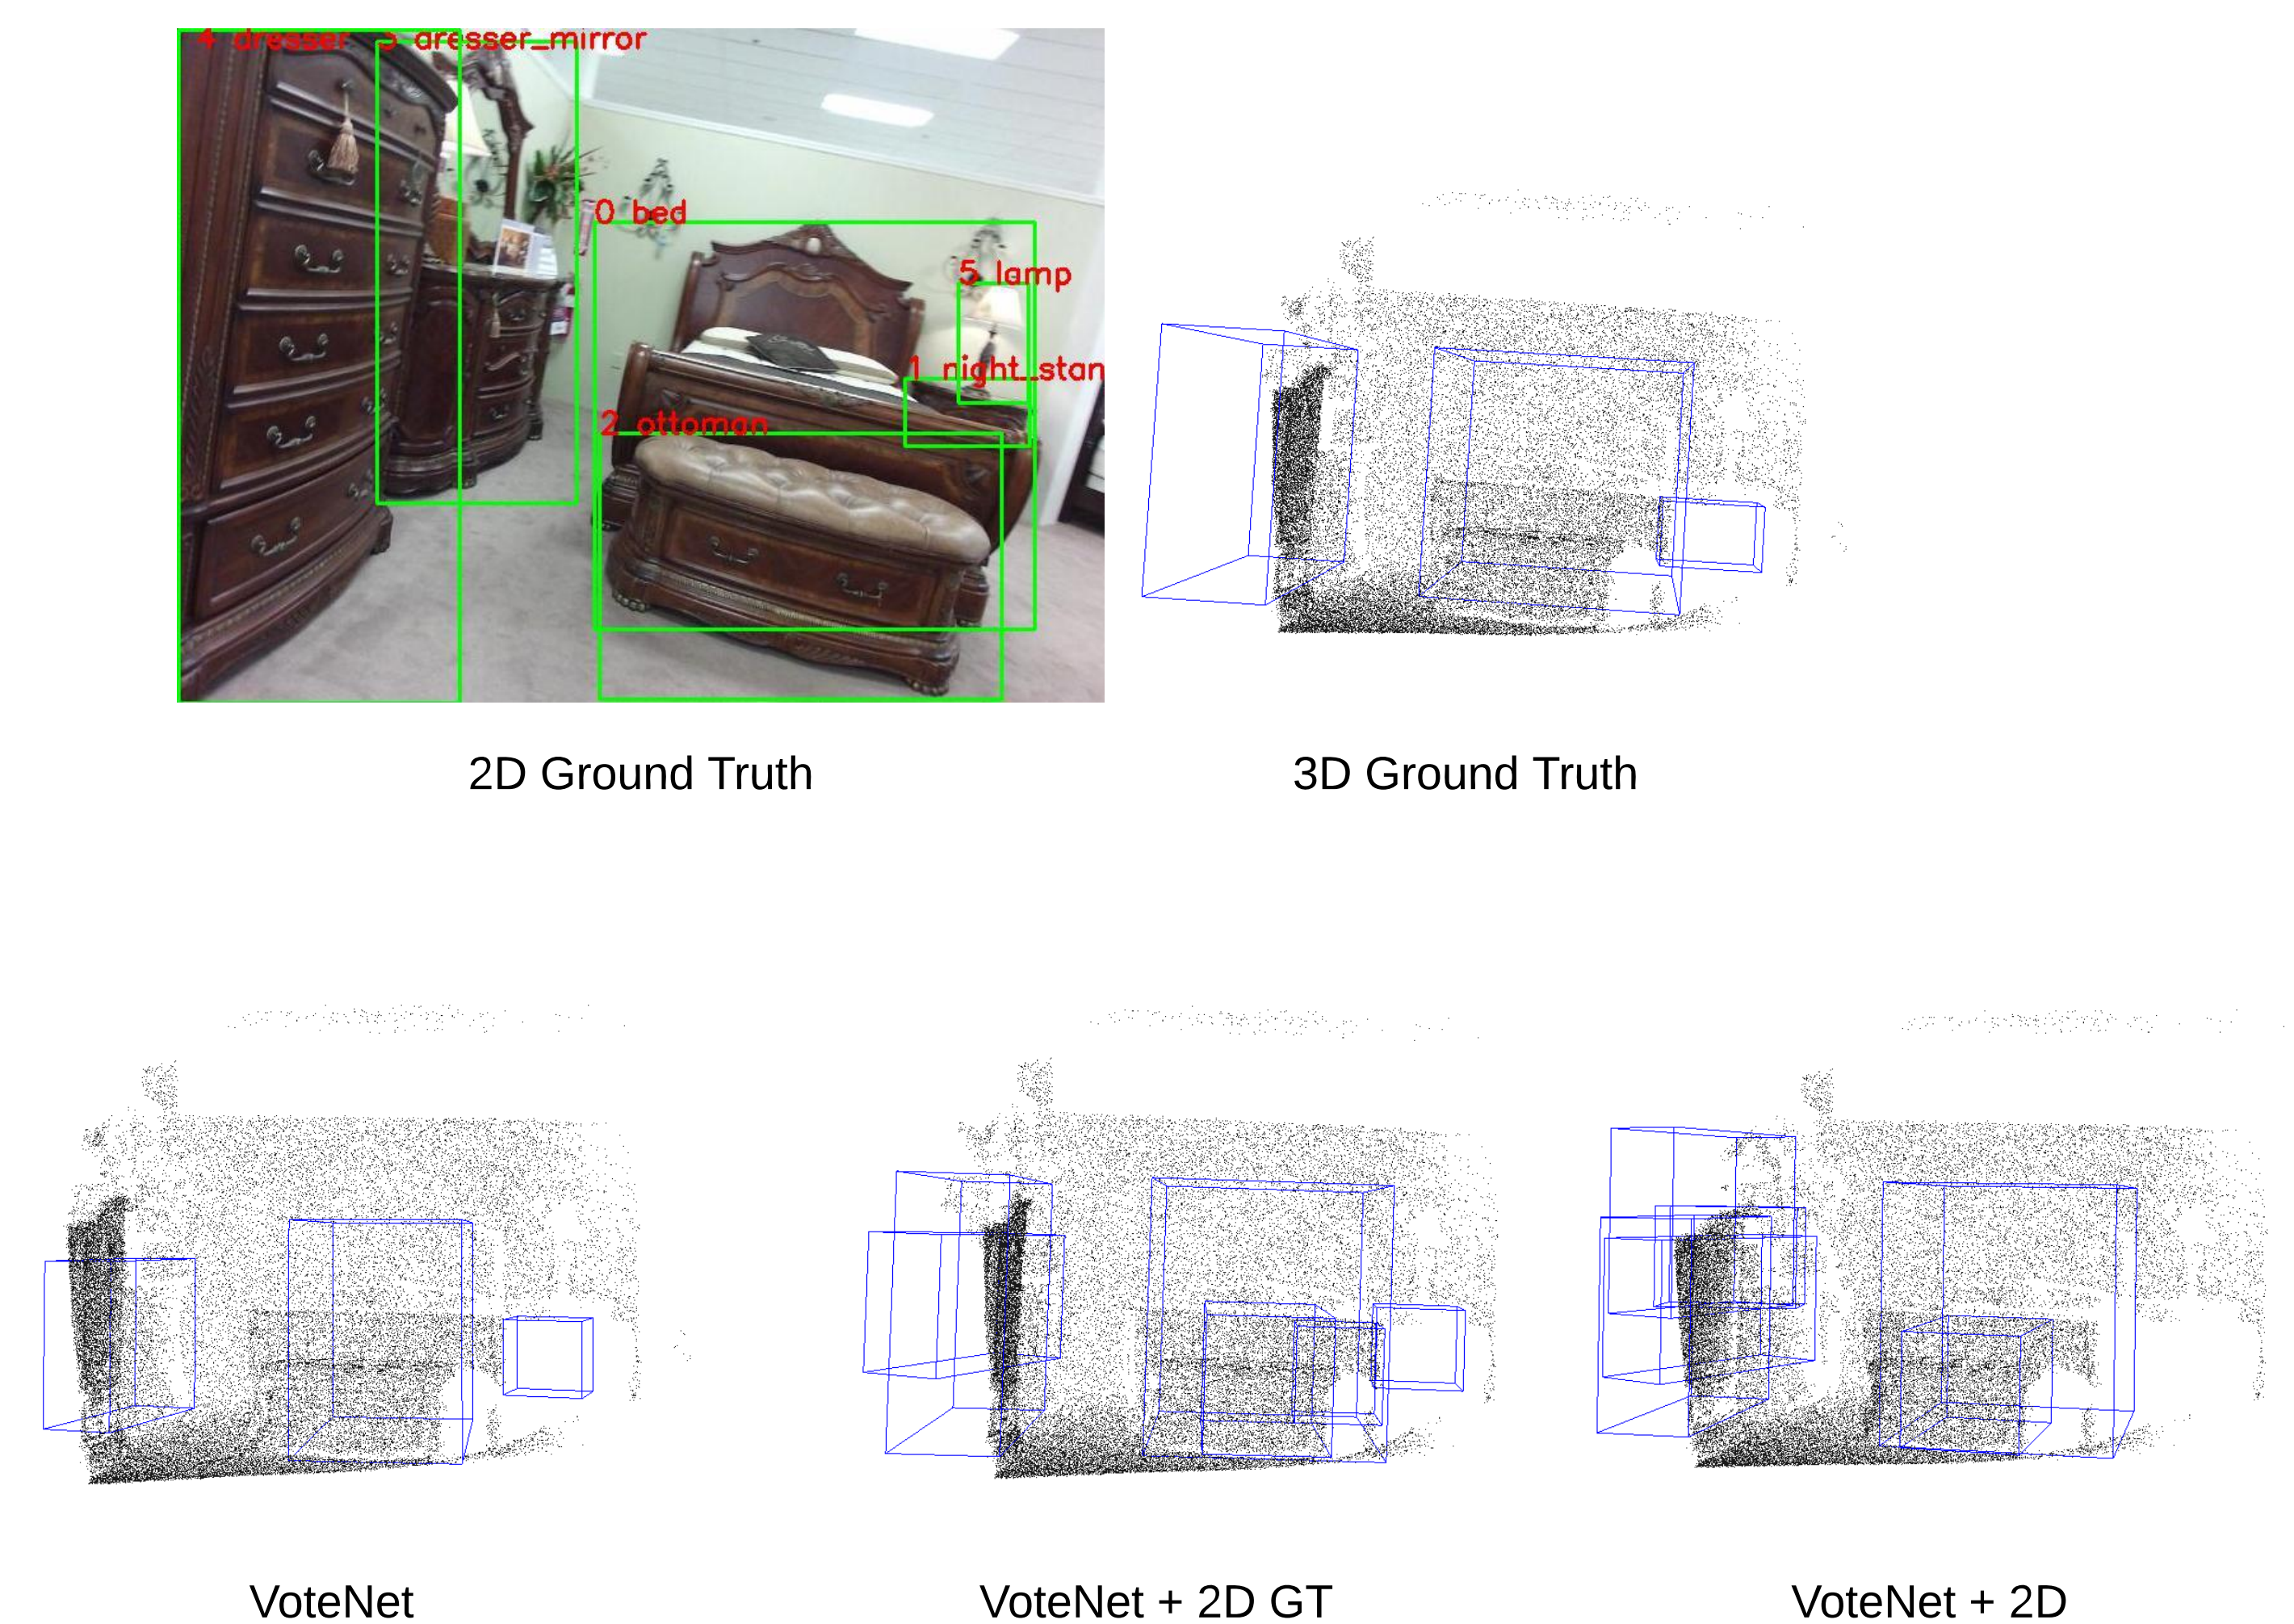 4 dresser 3 dresser_mirror
0 bed
5 lamp
1 night_stan
2 ottoman
2D Ground Truth
3D Ground Truth
VoteNet
VoteNet + 2D GT
VoteNet + 2D